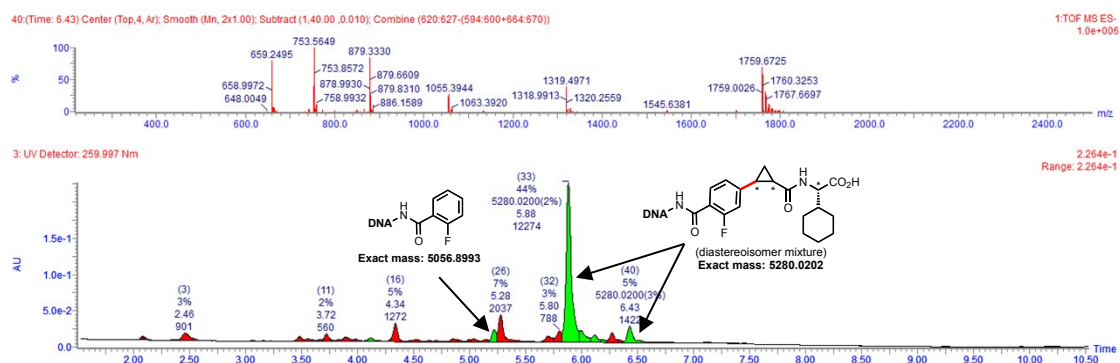 40:(Time: 6.43) Center (Top,4, Ar); Smooth (Mn, 2x1.00); Subtract (1,40.00 ,0.010); Combine (620:627-(594:600+664:670))
1:TOF MS ES-
1.0e+006
100
%
50
0
659.2495
658.9972
648.0049
753.5649
753.8572
758.9932
879.3330
879.6609
878.9930
879.8310
886.1589
1055.3944
1063.3920
1319.4971
1318.9913
1320.2559
1545.6381
1759.6725
1759.0026
1760.3253
1767.6697
400.0 600.0 800.0 1000.0 1200.0 1400.0 1600.0 1800.0 2000.0 2200.0 2400.0
m/z
3: UV Detector: 259.997 Nm
2.264e-1
Range: 2.264e-1
AU
1.5e-1
1.0e-1
5.0e-2
0.0
(3)
3%
2.46
901
(11)
2%
3.72
560
(16)
5%
4.34
1272
(26)
7%
5.28
2037
(32)
3%
5.80
788
(33)
44%
5280.0200(2%)
5.88
12274
(40)
5%
5280.0200(3%)
6.43
1422
DNA
H
N
O
F
Exact mass: 5056.8993
DNA
H
N
O
F
*
*
O
H
N
*
CO2H
(diastereoisomer mixture)
Exact mass: 5280.0202
2.00 2.50 3.00 3.50 4.00 4.50 5.00 5.50 6.00 6.50 7.00 7.50 8.00 8.50 9.00 9.50 10.00 10.50
Time